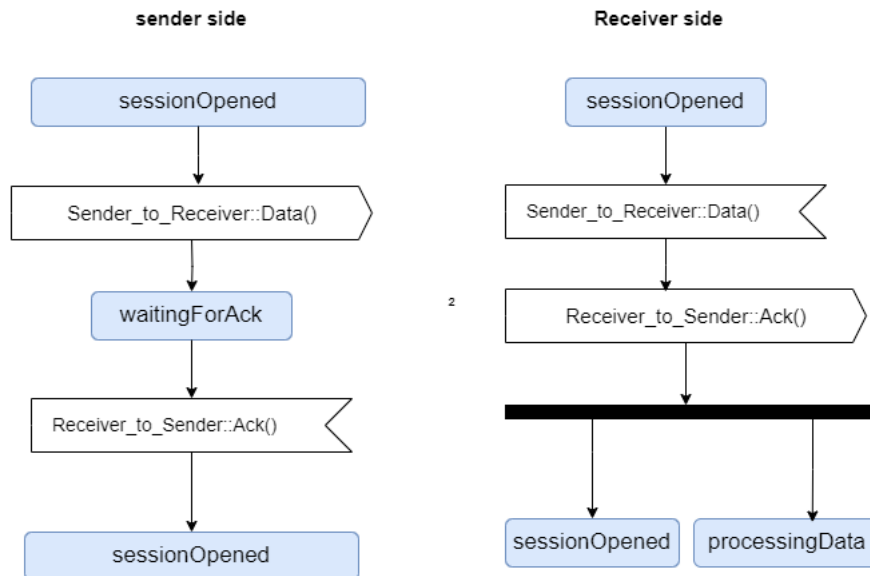 sender side
Receiver side
sessionOpened
sessionOpened
Sender_to_Receiver::Data()
Sender_to_Receiver::Data()
waitingForAck
2
Receiver_to_Sender::Ack()
Receiver_to_Sender::Ack()
sessionOpened
sessionOpened
processingData